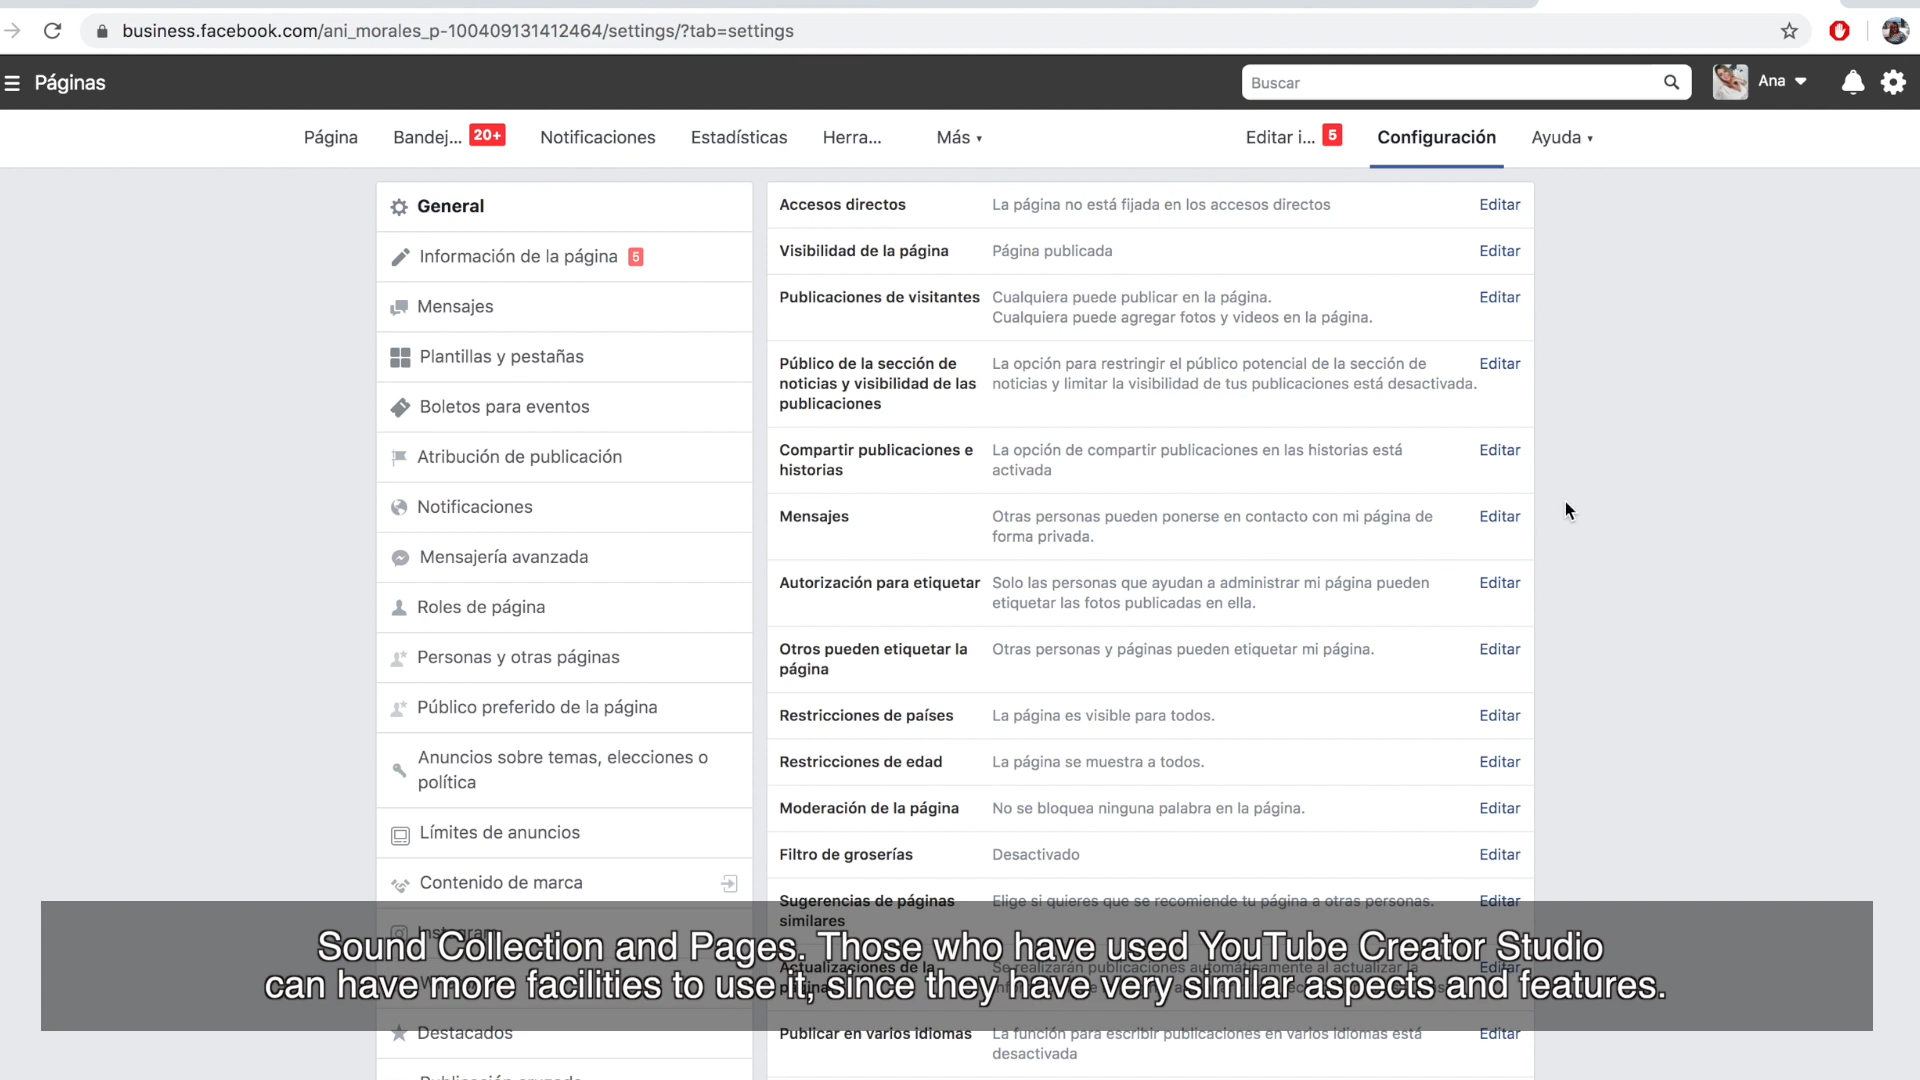 business.facebook.com/ani_morales_p-100409131412464/settings/?tab=settings
Páginas
Buscar
Ana
Página
Bandej... 20+
Notificaciones
Estadísticas
Herra...
Más
Editar i... 5
Configuración
Ayuda
General
Información de la página 5
Mensajes
Plantillas y pestañas
Boletos para eventos
Atribución de publicación
Notificaciones
Mensajería avanzada
Roles de página
Personas y otras páginas
Público preferido de la página
Anuncios sobre temas, elecciones o
política
Límites de anuncios
Contenido de marca
Instagram
Destacados
Accesos directos La página no está fijada en los accesos directos Editar
Visibilidad de la página Página publicada Editar
Publicaciones de visitantes Cualquiera puede publicar en la página. Editar
Cualquiera puede agregar fotos y videos en la página.
Público de la sección de La opción para restringir el público potencial de la sección de Editar
noticias y visibilidad de las noticias y limitar la visibilidad de tus publicaciones está desactivada.
publicaciones
Compartir publicaciones e La opción de compartir publicaciones en las historias está Editar
historias activada
Mensajes Otras personas pueden ponerse en contacto con mi página de Editar
forma privada.
Autorización para etiquetar Solo las personas que ayudan a administrar mi página pueden Editar
etiquetar las fotos publicadas en ella.
Otros pueden etiquetar la Otras personas y páginas pueden etiquetar mi página. Editar
página
Restricciones de países La página es visible para todos. Editar
Restricciones de edad La página se muestra a todos. Editar
Moderación de la página No se bloquea ninguna palabra en la página. Editar
Filtro de groserías Desactivado Editar
Sugerencias de páginas Elige si quieres que se recomiende tu página a otras personas. Editar
similares
Actualizaciones de la Se realizarán publicaciones automáticamente al actualizar la Editar
página
Publicar en varios idiomas La función para escribir publicaciones en varios idiomas está Editar
desactivada
Sound Collection and Pages. Those who have used YouTube Creator Studio
can have more facilities to use it, since they have very similar aspects and features.